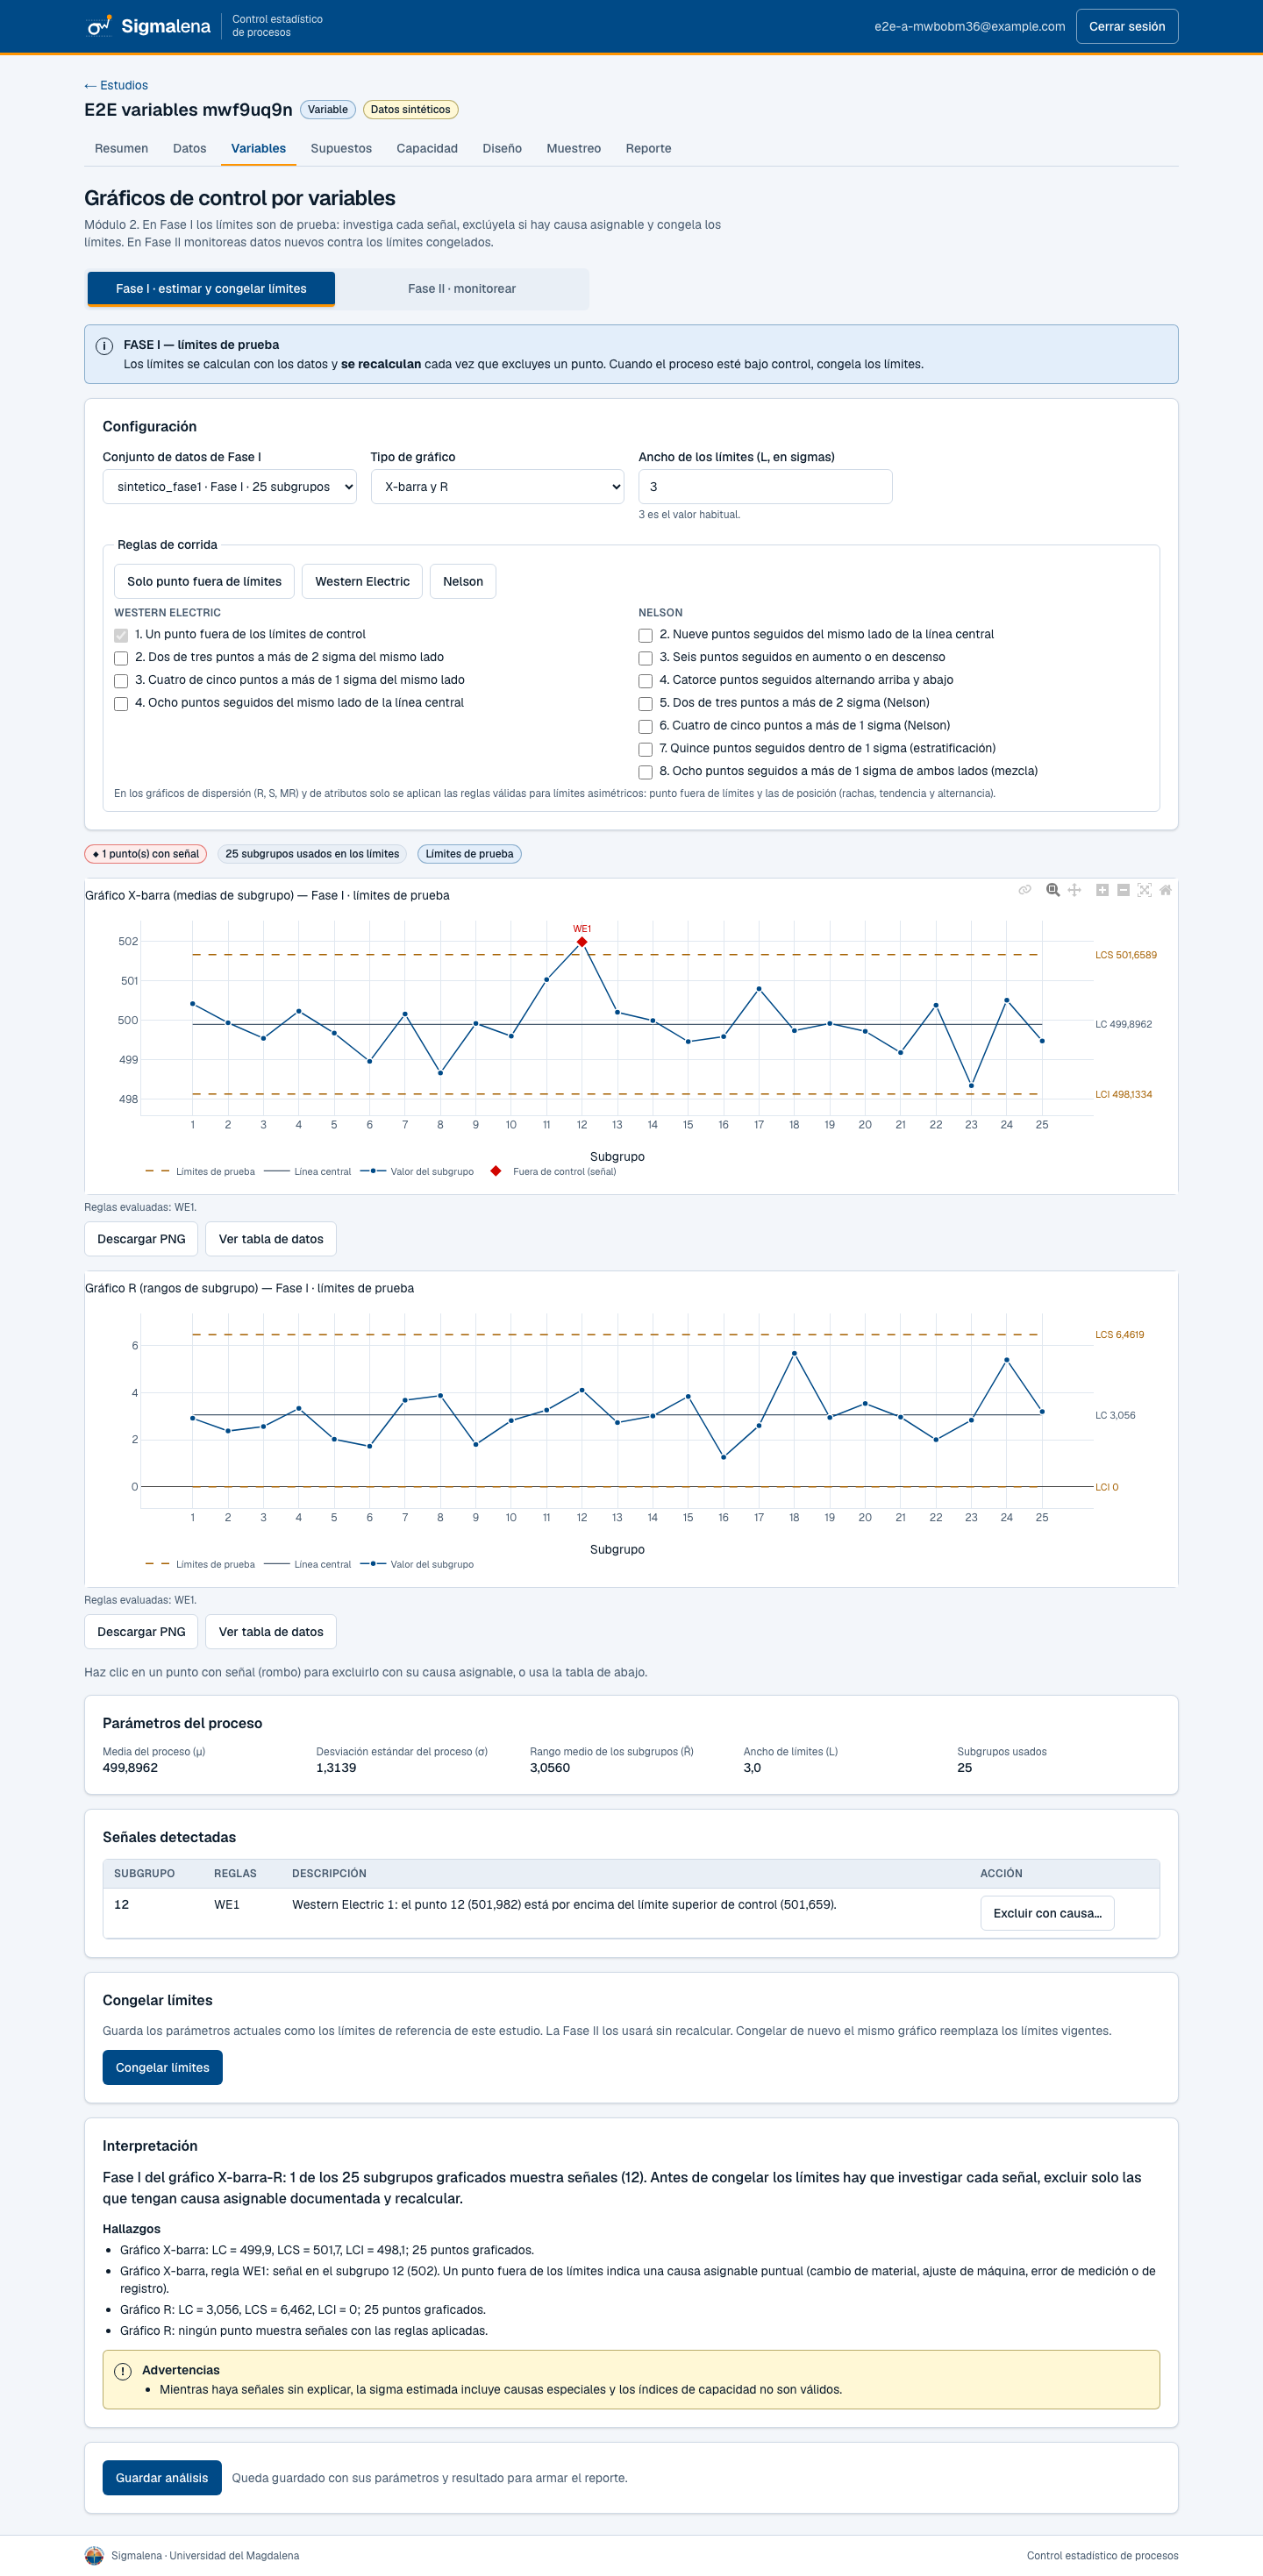 Sigmalena
Control estadístico
de procesos
e2e-a-mwbobm36@example.com
Cerrar sesión
← Estudios
E2E variables mwf9uq9n
Variable
Datos sintéticos
Resumen
Datos
Variables
Supuestos
Capacidad
Diseño
Muestreo
Reporte
Gráficos de control por variables
Módulo 2. En Fase I los límites son de prueba: investiga cada señal, exclúyela si hay causa asignable y congela los
límites. En Fase II monitoreas datos nuevos contra los límites congelados.
Fase I · estimar y congelar límites
Fase II · monitorear
FASE I — límites de prueba
Los límites se calculan con los datos y se recalculan cada vez que excluyes un punto. Cuando el proceso esté bajo control, congela los límites.
Configuración
Conjunto de datos de Fase I
Tipo de gráfico
Ancho de los límites (L, en sigmas)
sintetico_fase1 · Fase I · 25 subgrupos
X-barra y R
3
3 es el valor habitual.
Reglas de corrida
Solo punto fuera de límites
Western Electric
Nelson
WESTERN ELECTRIC
1. Un punto fuera de los límites de control
2. Dos de tres puntos a más de 2 sigma del mismo lado
3. Cuatro de cinco puntos a más de 1 sigma del mismo lado
4. Ocho puntos seguidos del mismo lado de la línea central
NELSON
2. Nueve puntos seguidos del mismo lado de la línea central
3. Seis puntos seguidos en aumento o en descenso
4. Catorce puntos seguidos alternando arriba y abajo
5. Dos de tres puntos a más de 2 sigma (Nelson)
6. Cuatro de cinco puntos a más de 1 sigma (Nelson)
7. Quince puntos seguidos dentro de 1 sigma (estratificación)
8. Ocho puntos seguidos a más de 1 sigma de ambos lados (mezcla)
En los gráficos de dispersión (R, S, MR) y de atributos solo se aplican las reglas válidas para límites asimétricos: punto fuera de límites y las de posición (rachas, tendencia y alternancia).
◆ 1 punto(s) con señal
25 subgrupos usados en los límites
Límites de prueba
Gráfico X-barra (medias de subgrupo) — Fase I · límites de prueba
WE1
502
501
500
499
498
LCS 501,6589
LC 499,8962
LCI 498,1334
1 2 3 4 5 6 7 8 9 10 11 12 13 14 15 16 17 18 19 20 21 22 23 24 25
Subgrupo
Límites de prueba
Línea central
Valor del subgrupo
Fuera de control (señal)
Reglas evaluadas: WE1.
Descargar PNG
Ver tabla de datos
Gráfico R (rangos de subgrupo) — Fase I · límites de prueba
6
4
2
0
LCS 6,4619
LC 3,056
LCI 0
1 2 3 4 5 6 7 8 9 10 11 12 13 14 15 16 17 18 19 20 21 22 23 24 25
Subgrupo
Límites de prueba
Línea central
Valor del subgrupo
Reglas evaluadas: WE1.
Descargar PNG
Ver tabla de datos
Haz clic en un punto con señal (rombo) para excluirlo con su causa asignable, o usa la tabla de abajo.
Parámetros del proceso
Media del proceso (μ)
499,8962
Desviación estándar del proceso (σ)
1,3139
Rango medio de los subgrupos (R̄)
3,0560
Ancho de límites (L)
3,0
Subgrupos usados
25
Señales detectadas
SUBGRUPO REGLAS DESCRIPCIÓN ACCIÓN
12 WE1 Western Electric 1: el punto 12 (501,982) está por encima del límite superior de control (501,659). Excluir con causa...
Congelar límites
Guarda los parámetros actuales como los límites de referencia de este estudio. La Fase II los usará sin recalcular. Congelar de nuevo el mismo gráfico reemplaza los límites vigentes.
Congelar límites
Interpretación
Fase I del gráfico X-barra-R: 1 de los 25 subgrupos graficados muestra señales (12). Antes de congelar los límites hay que investigar cada señal, excluir solo las
que tengan causa asignable documentada y recalcular.
Hallazgos
• Gráfico X-barra: LC = 499,9, LCS = 501,7, LCI = 498,1; 25 puntos graficados.
• Gráfico X-barra, regla WE1: señal en el subgrupo 12 (502). Un punto fuera de los límites indica una causa asignable puntual (cambio de material, ajuste de máquina, error de medición o de
registro).
• Gráfico R: LC = 3,056, LCS = 6,462, LCI = 0; 25 puntos graficados.
• Gráfico R: ningún punto muestra señales con las reglas aplicadas.
Advertencias
• Mientras haya señales sin explicar, la sigma estimada incluye causas especiales y los índices de capacidad no son válidos.
Guardar análisis
Queda guardado con sus parámetros y resultado para armar el reporte.
Sigmalena · Universidad del Magdalena
Control estadístico de procesos